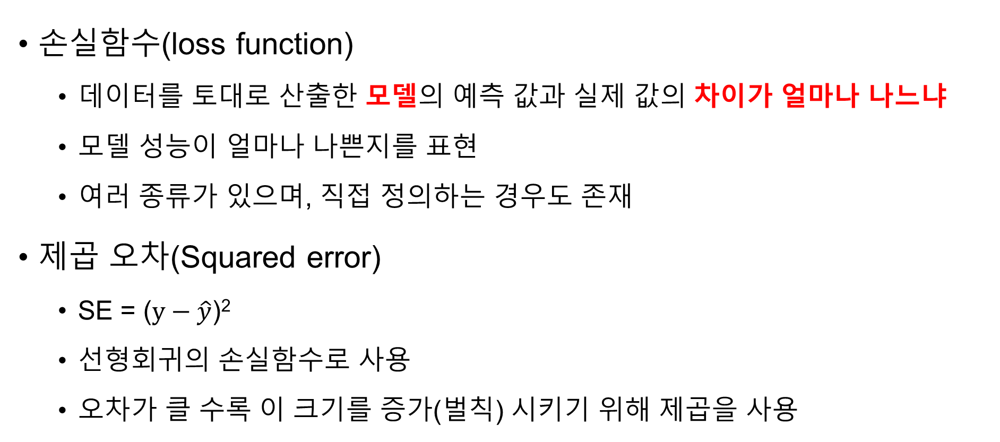 • 손실함수(loss function)
• 데이터를 토대로 산출한 모델의 예측 값과 실제 값의 차이가 얼마나 나느냐
• 모델 성능이 얼마나 나쁜지를 표현
• 여러 종류가 있으며, 직접 정의하는 경우도 존재
• 제곱 오차(Squared error)
• SE = (y − ŷ)²
• 선형회귀의 손실함수로 사용
• 오차가 클 수록 이 크기를 증가(벌칙) 시키기 위해 제곱을 사용